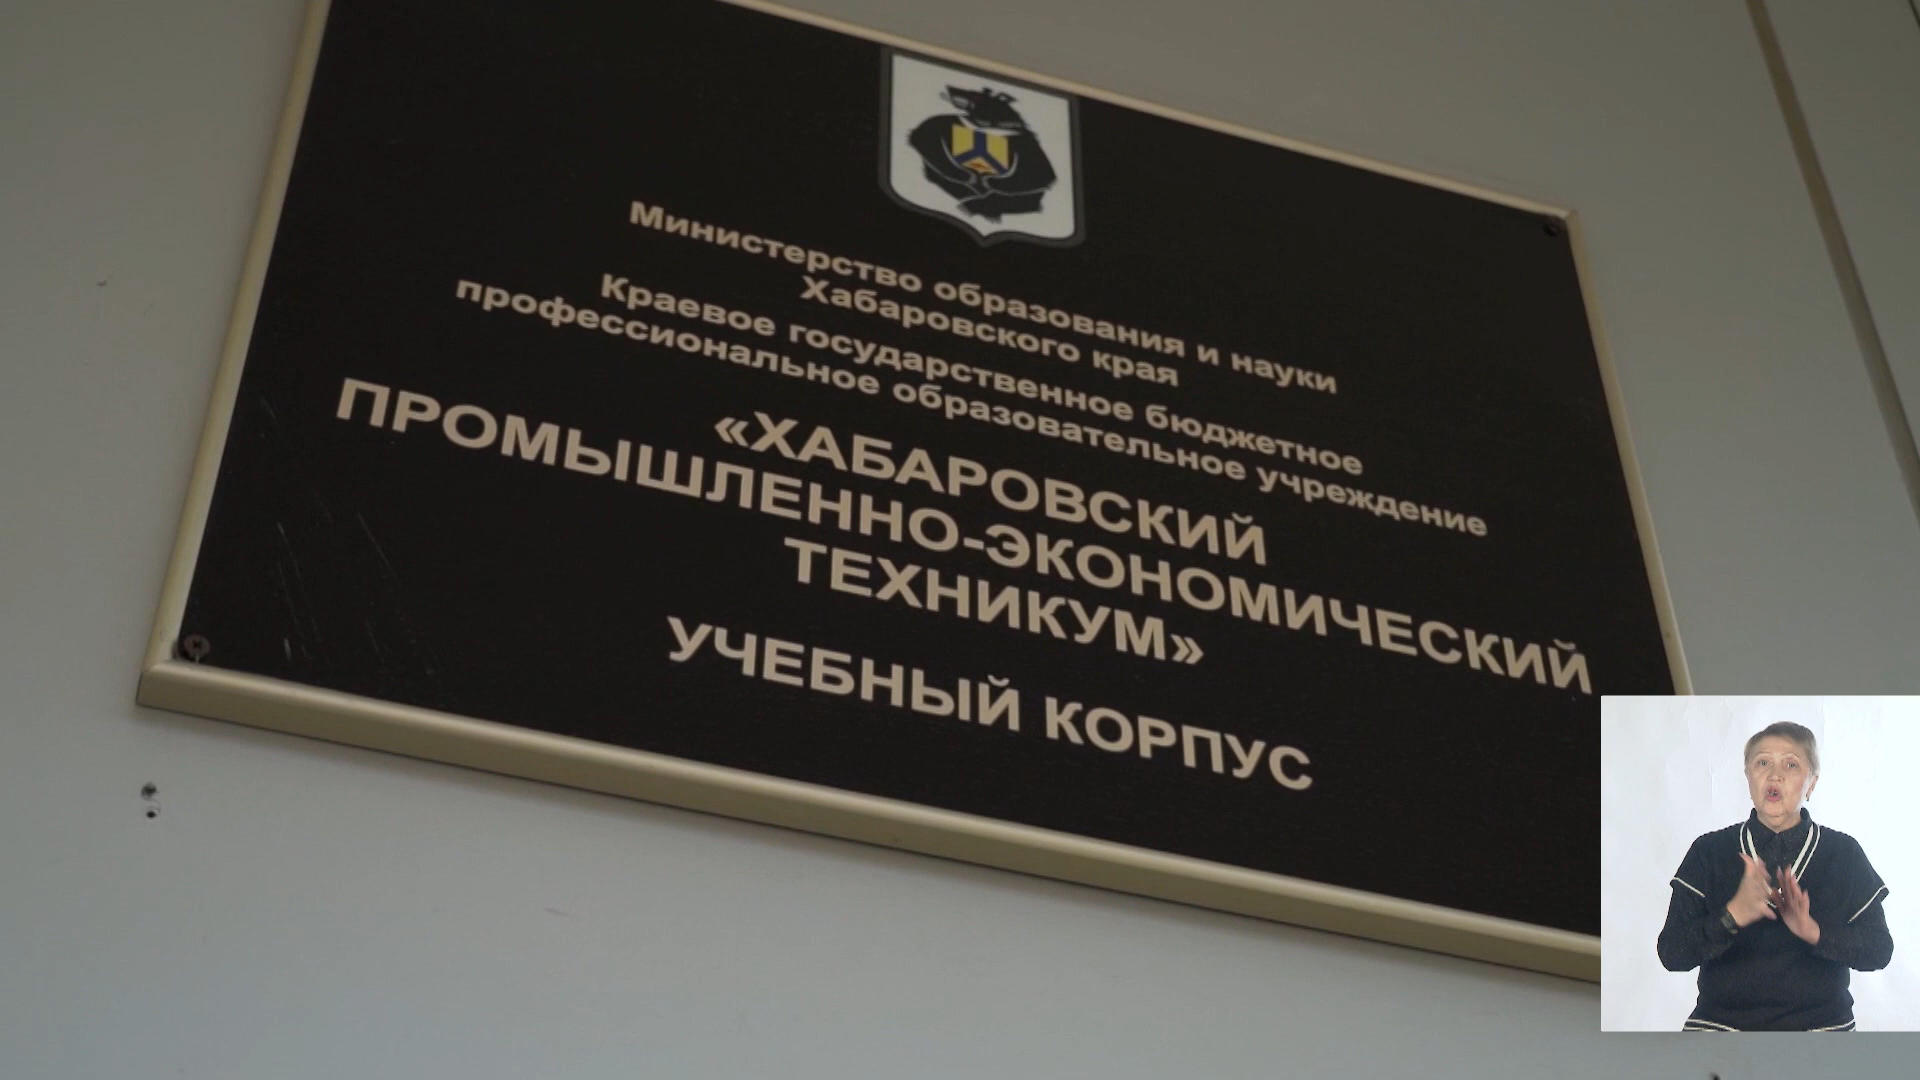 Министерство образования и науки
Хабаровского края
Краевое государственное бюджетное
профессиональное образовательное учреждение
«ХАБАРОВСКИЙ
ПРОМЫШЛЕННО-ЭКОНОМИЧЕСКИЙ
ТЕХНИКУМ»
УЧЕБНЫЙ КОРПУС